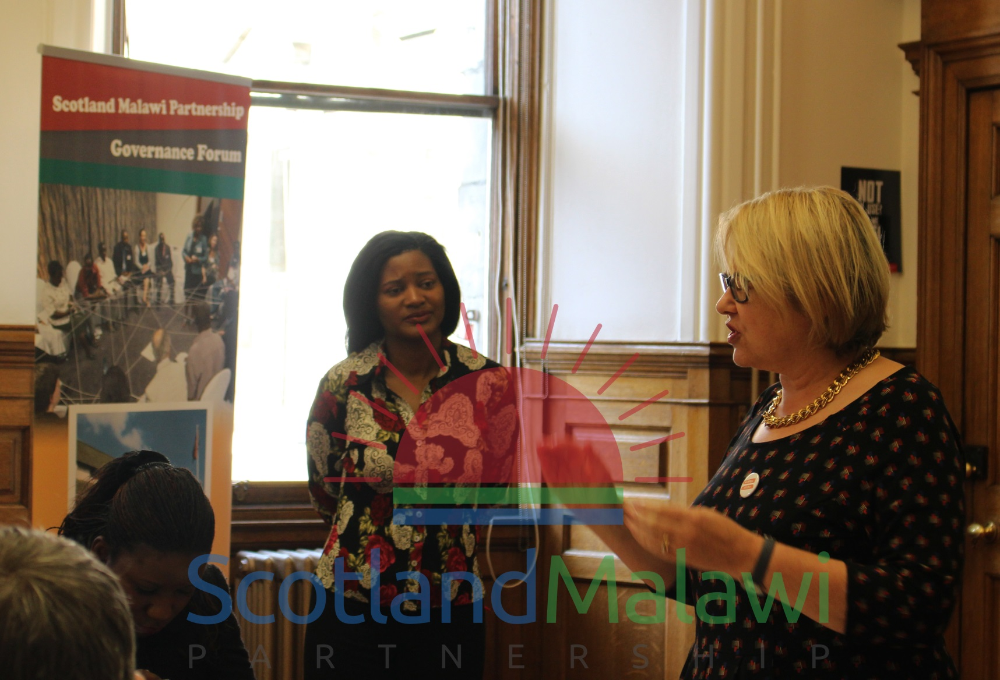 Scotland Malawi Partnership
Governance Forum
NOT
ScotlandMalawi
PARTNERSHIP